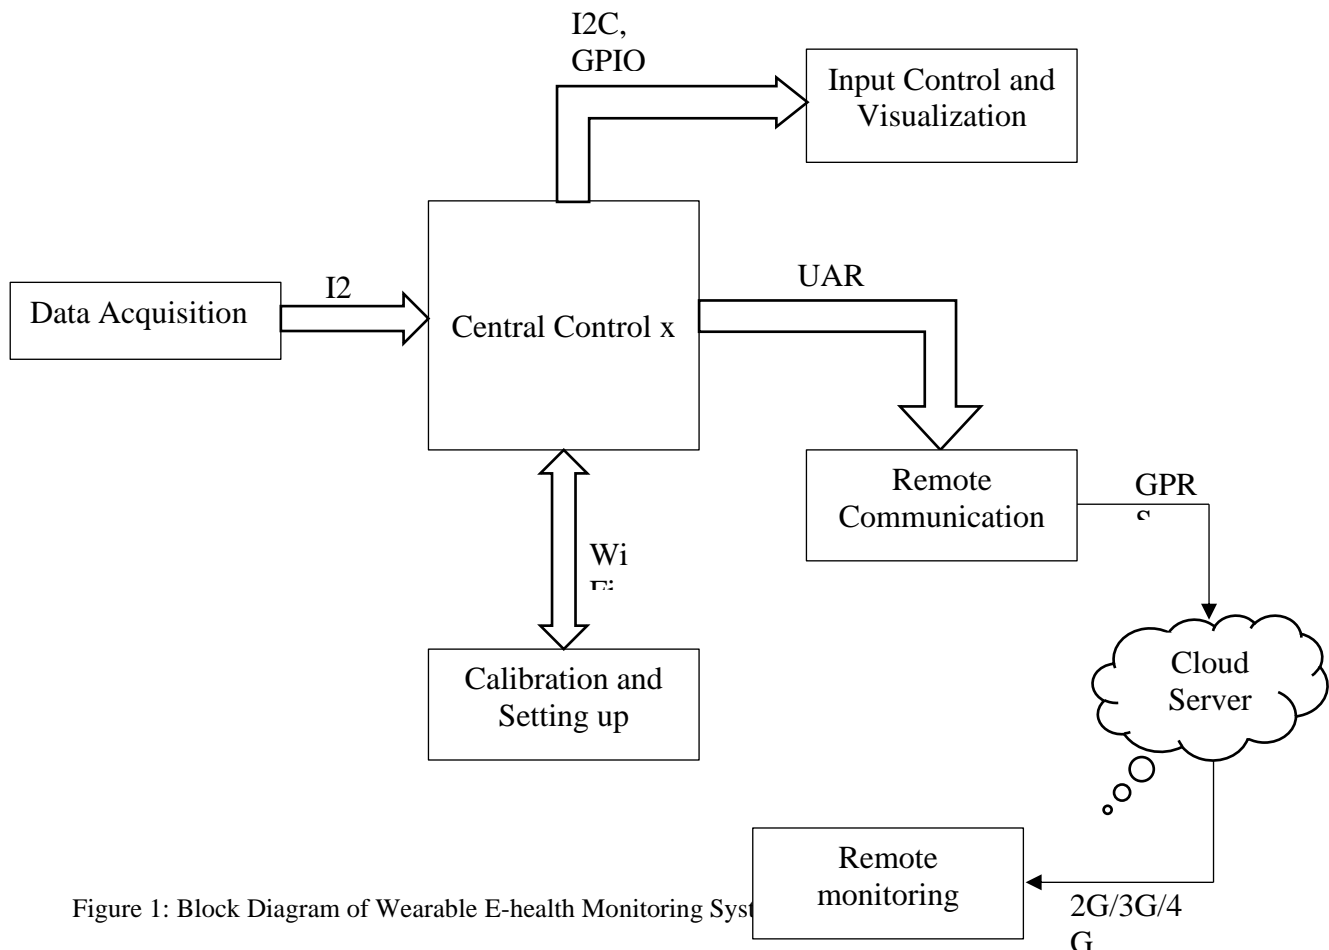 I2C,
GPIO
Input Control and
Visualization
I2
UAR
Data Acquisition
Central Control x
Remote
Communication
GPR
S
Wi
Fi
Calibration and
Setting up
Cloud
Server
Remote
monitoring
2G/3G/4
G
Figure 1: Block Diagram of Wearable E-health Monitoring Syst